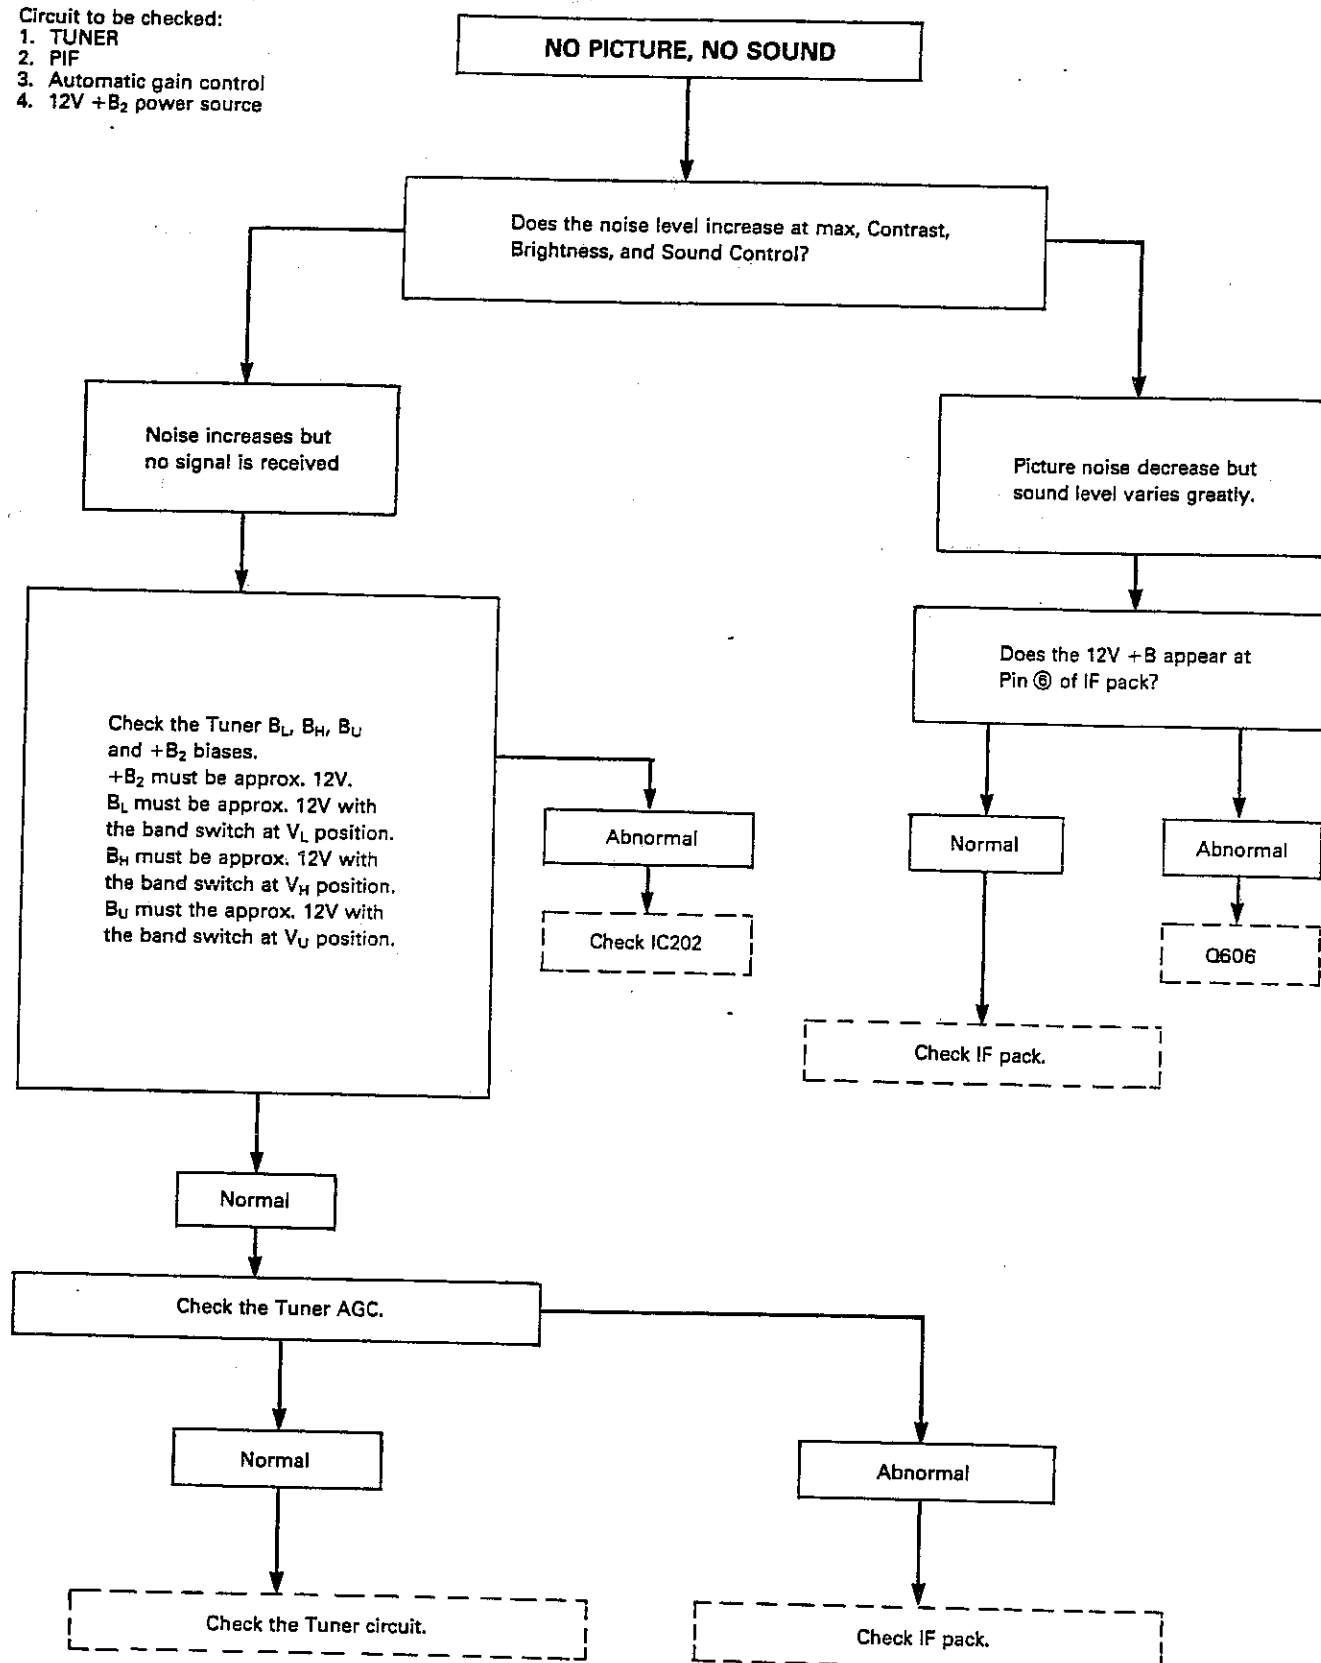 Circuit to be checked:
1. TUNER
2. PIF
3. Automatic gain control
4. 12V +B₂ power source
NO PICTURE, NO SOUND
Does the noise level increase at max, Contrast,
Brightness, and Sound Control?
Noise increases but
no signal is received
Picture noise decrease but
sound level varies greatly.
Check the Tuner B_L, B_H, B_U
and +B₂ biases.
+B₂ must be approx. 12V.
B_L must be approx. 12V with
the band switch at V_L position.
B_H must be approx. 12V with
the band switch at V_H position.
B_U must the approx. 12V with
the band switch at V_U position.
Abnormal
Check IC202
Does the 12V +B appear at
Pin ⑥ of IF pack?
Normal
Abnormal
Q606
Check IF pack.
Normal
Check the Tuner AGC.
Normal
Abnormal
Check the Tuner circuit.
Check IF pack.